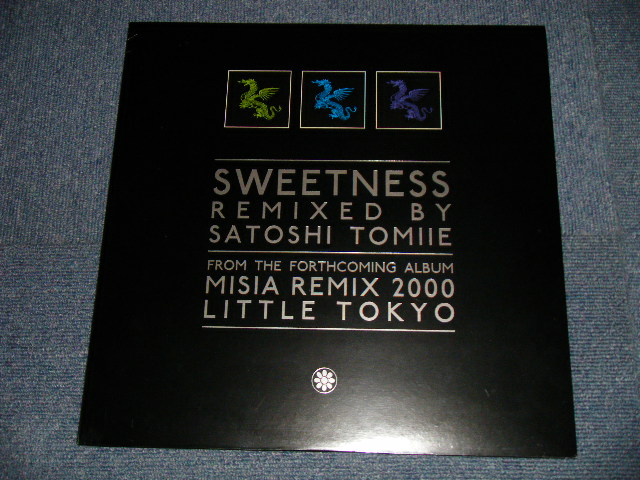 SWEETNESS
REMIXED BY
SATOSHI TOMIIE
FROM THE FORTHCOMING ALBUM
MISIA REMIX 2000
LITTLE TOKYO